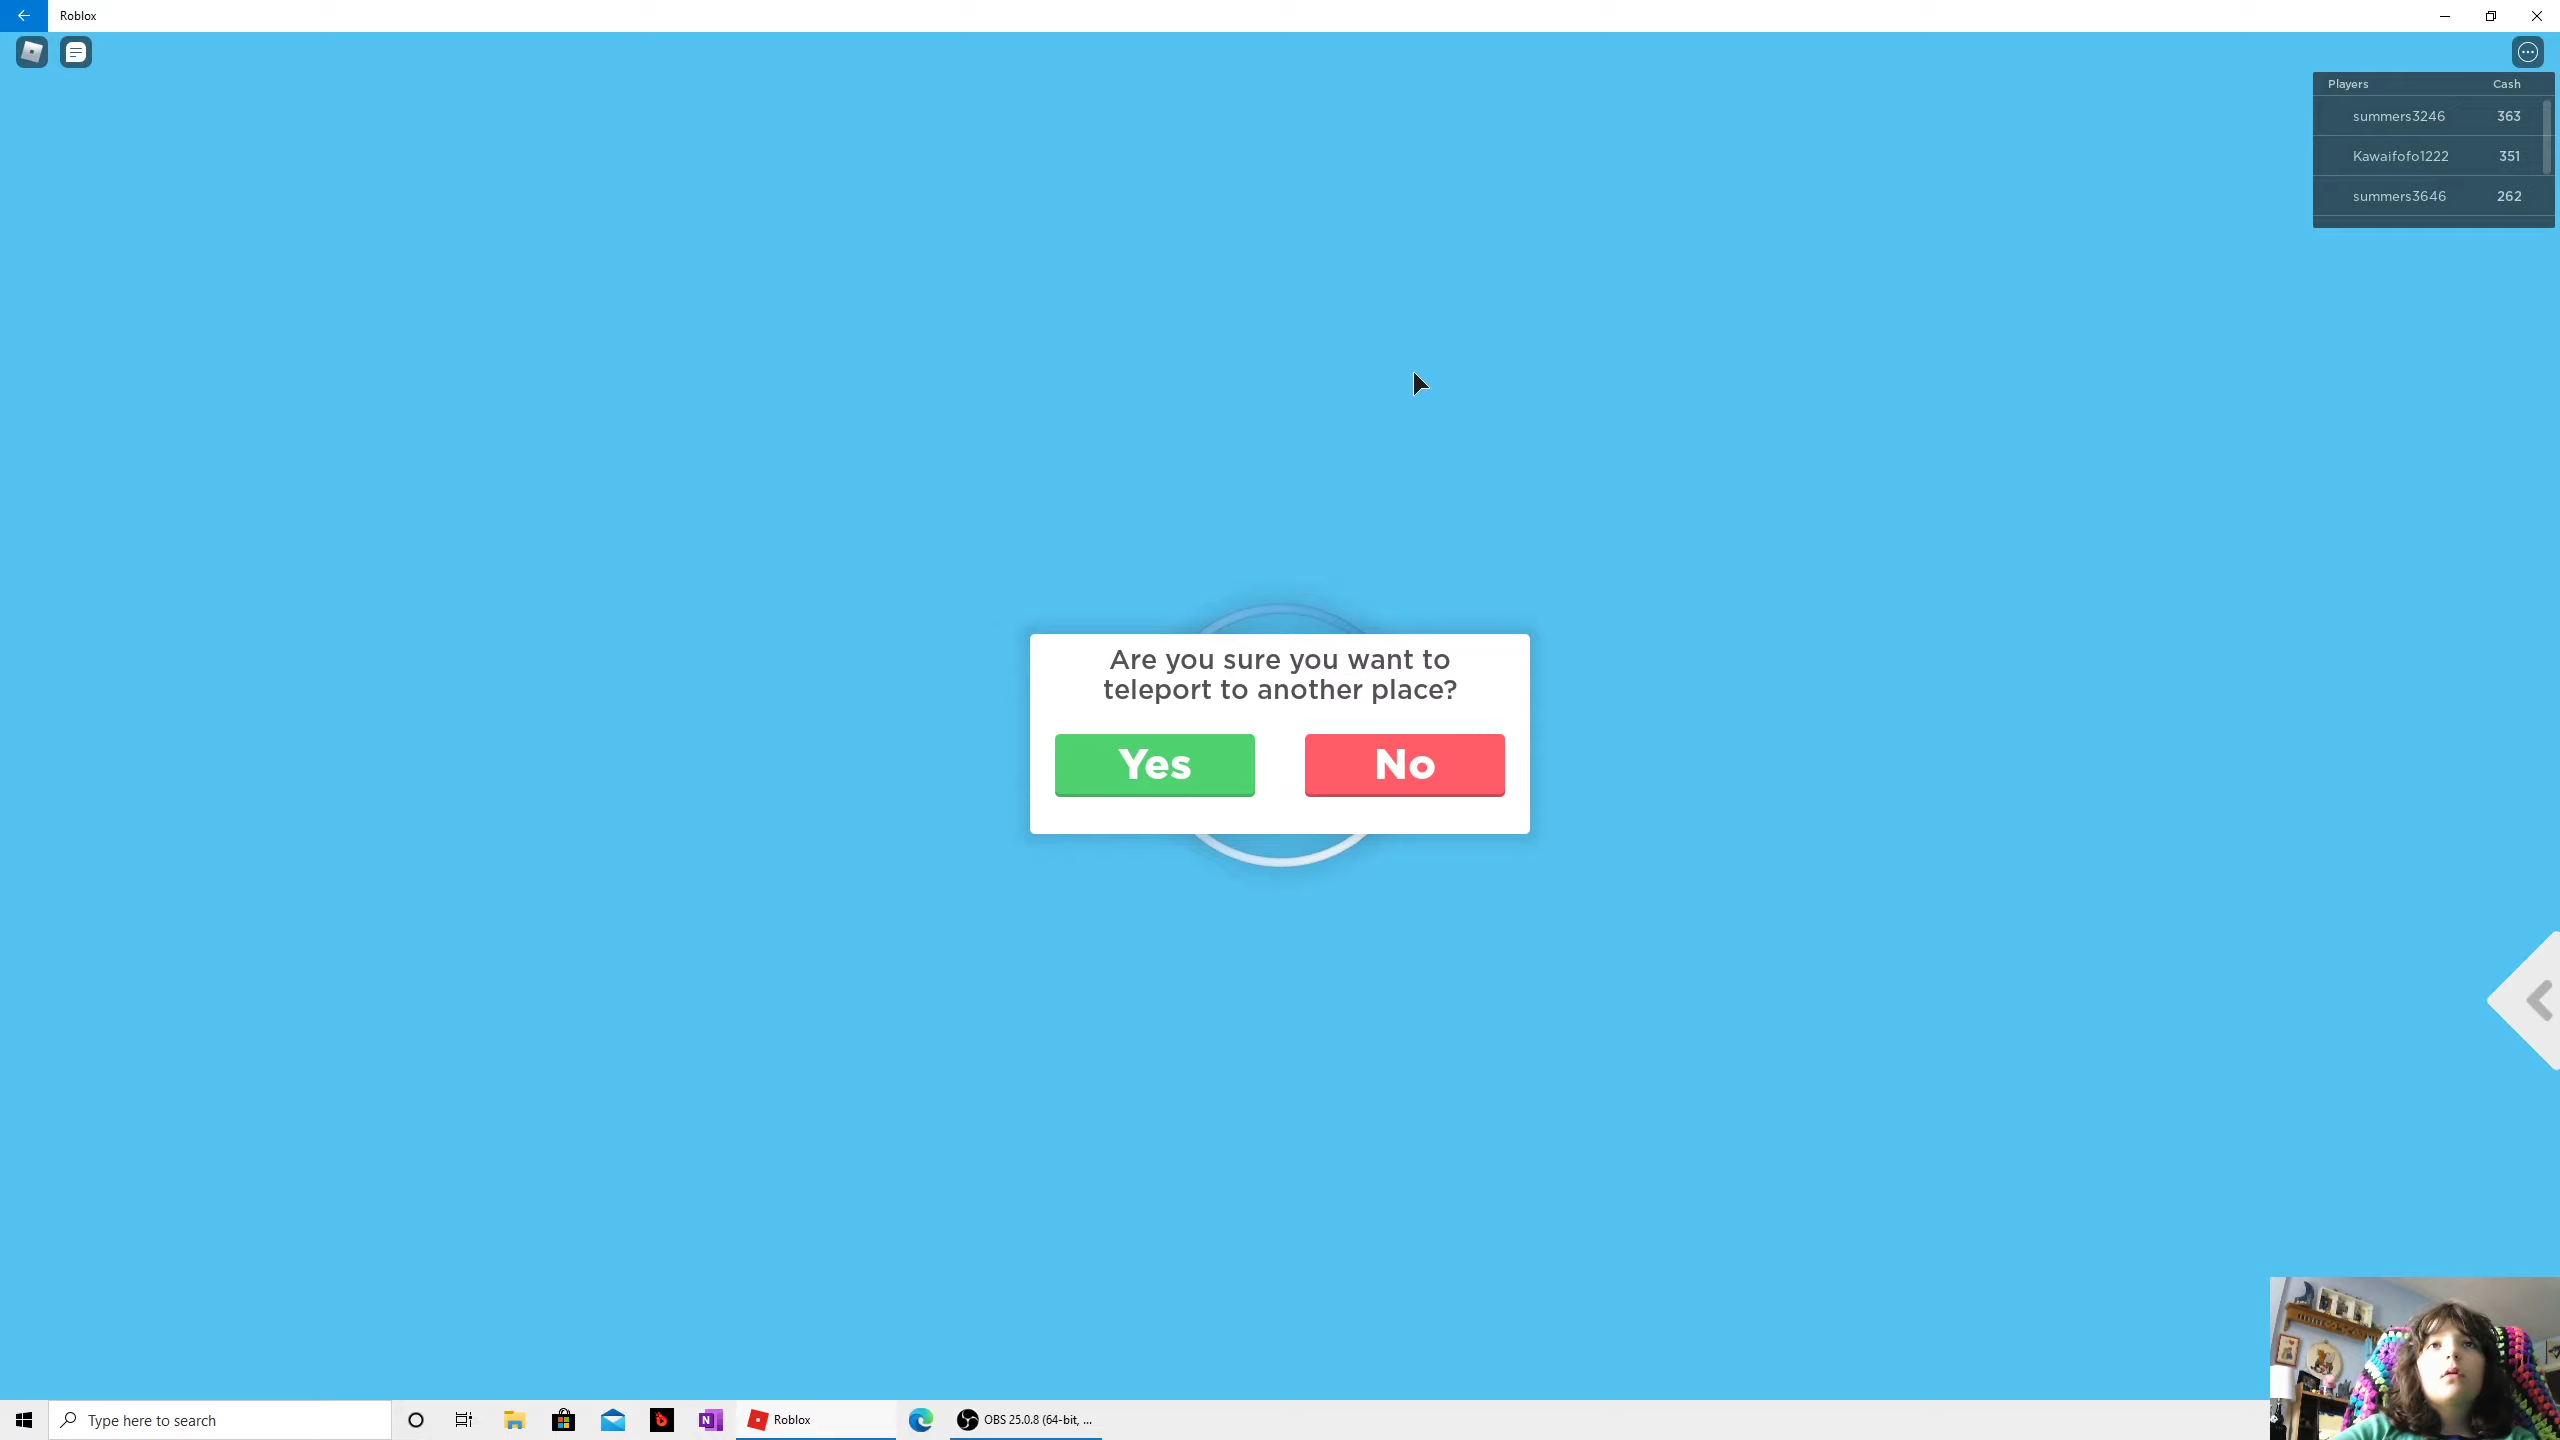 Roblox
Players Cash
summers3246 363
Kawaifofo1222 351
summers3646 262
Are you sure you want to
teleport to another place?
Yes No
Type here to search
Roblox
OBS 25.0.8 (64-bit, ...